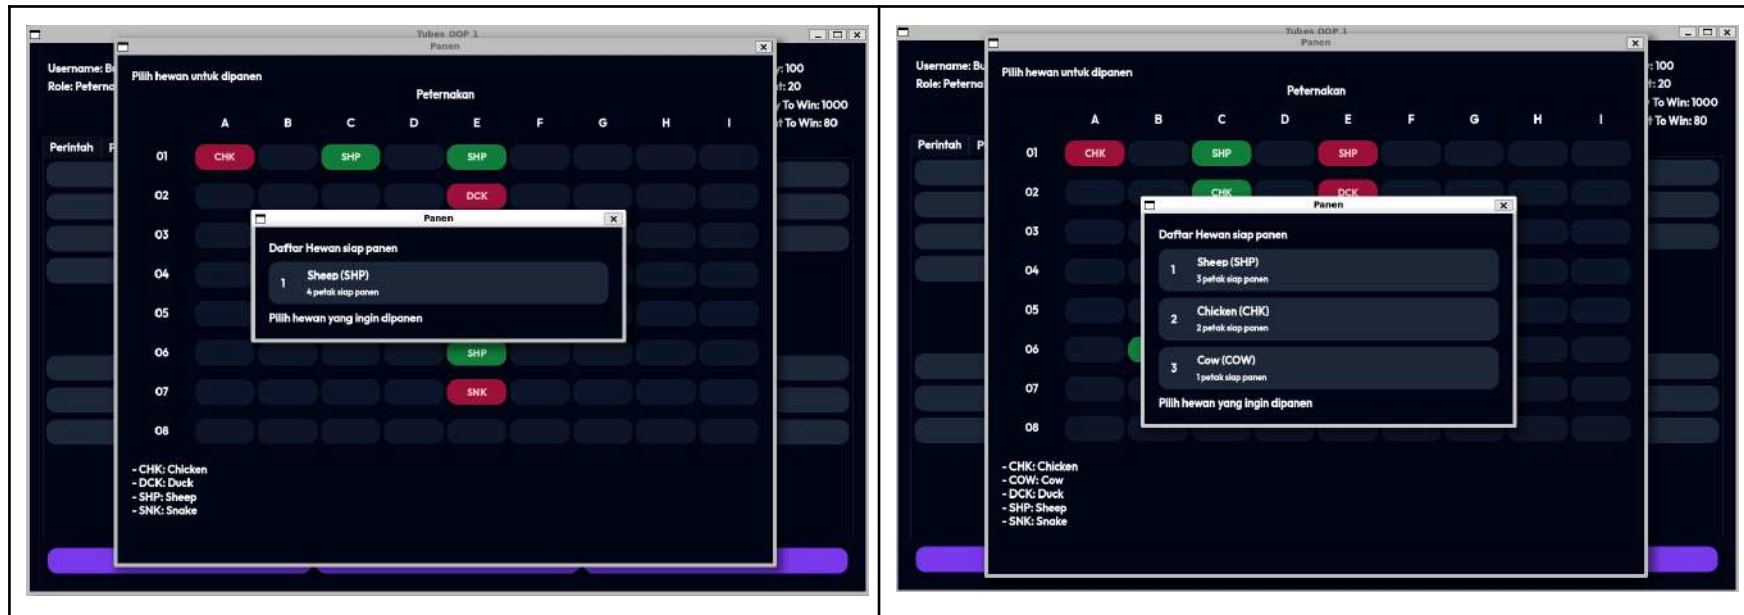 Tubes OOP 1
Panen
Username: Bu
Role: Peterna
y: 100
t: 20
y To Win: 1000
t To Win: 80
Pilih hewan untuk dipanen
Peternakan
A B C D E F G H I
Perintah P
01 CHK SHP SHP
02 DCK
03
04
05
06 SHP
07 SNK
08
Panen
Daftar Hewan siap panen
1 Sheep (SHP)
4 petak siap panen
Pilih hewan yang ingin dipanen
- CHK: Chicken
- DCK: Duck
- SHP: Sheep
- SNK: Snake
Tubes OOP 1
Panen
Username: Bu
Role: Peterna
: 100
: 20
To Win: 1000
t To Win: 80
Pilih hewan untuk dipanen
Peternakan
A B C D E F G H I
Perintah P
01 CHK SHP SHP
02 CHK DCK
03
04
05
06
07
08
Panen
Daftar Hewan siap panen
1 Sheep (SHP)
3 petak siap panen
2 Chicken (CHK)
2 petak siap panen
3 Cow (COW)
1 petak siap panen
Pilih hewan yang ingin dipanen
- CHK: Chicken
- COW: Cow
- DCK: Duck
- SHP: Sheep
- SNK: Snake